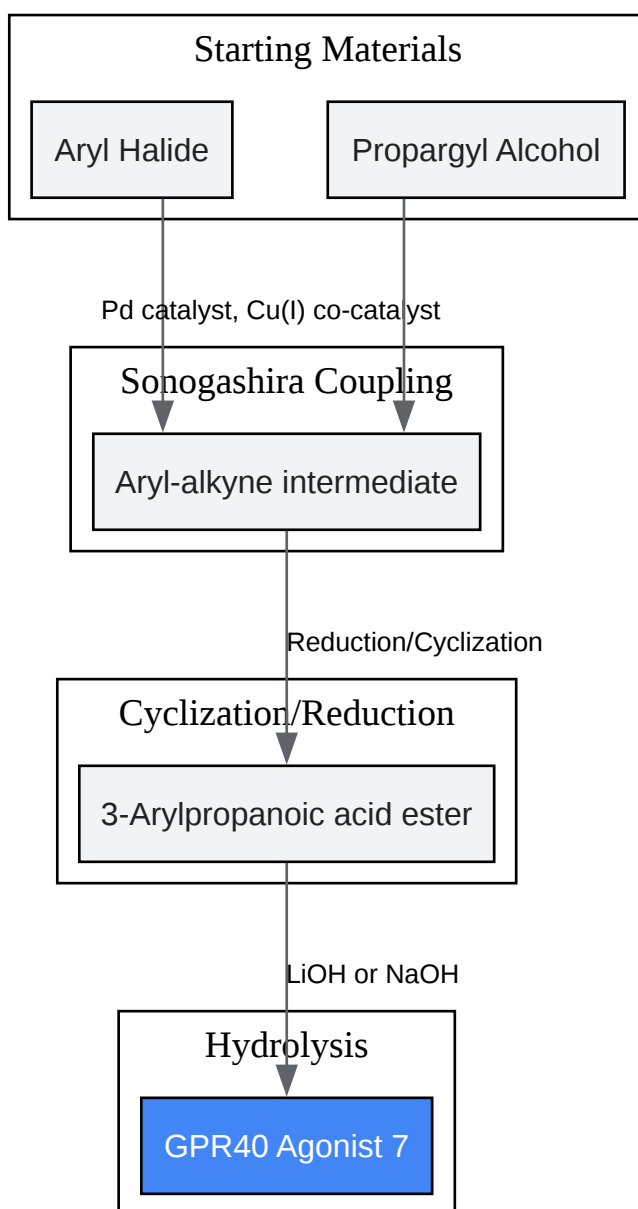 Starting Materials
Aryl Halide
Propargyl Alcohol
Pd catalyst, Cu(I) co-catalyst
Sonogashira Coupling
Aryl-alkyne intermediate
Reduction/Cyclization
Cyclization/Reduction
3-Arylpropanoic acid ester
LiOH or NaOH
Hydrolysis
GPR40 Agonist 7